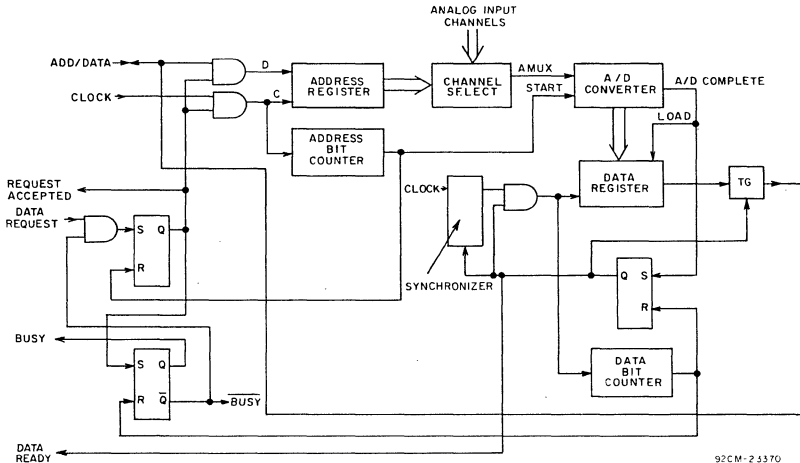 ANALOG INPUT
CHANNELS
ADD/DATA
D
ADDRESS
REGISTER
CHANNEL
SELECT
AMUX
START
A/D
CONVERTER
A/D COMPLETE
CLOCK
C
ADDRESS
BIT
COUNTER
LOAD
REQUEST
ACCEPTED
DATA
REQUEST
S Q
R
CLOCK
DATA
REGISTER
TG
SYNCHRONIZER
Q S
R
BUSY
S Q
R Q̅
B̅U̅S̅Y̅
DATA
BIT
COUNTER
DATA
READY
92CM-23370